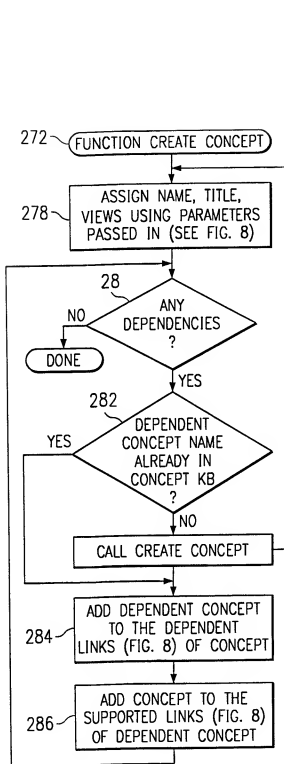 272
FUNCTION CREATE CONCEPT
278
ASSIGN NAME, TITLE,
VIEWS USING PARAMETERS
PASSED IN (SEE FIG. 8)
28
NO
ANY
DEPENDENCIES
?
DONE
YES
282
YES
DEPENDENT
CONCEPT NAME
ALREADY IN
CONCEPT KB
?
NO
CALL CREATE CONCEPT
284
ADD DEPENDENT CONCEPT
TO THE DEPENDENT
LINKS (FIG. 8) OF CONCEPT
286
ADD CONCEPT TO THE
SUPPORTED LINKS (FIG. 8)
OF DEPENDENT CONCEPT